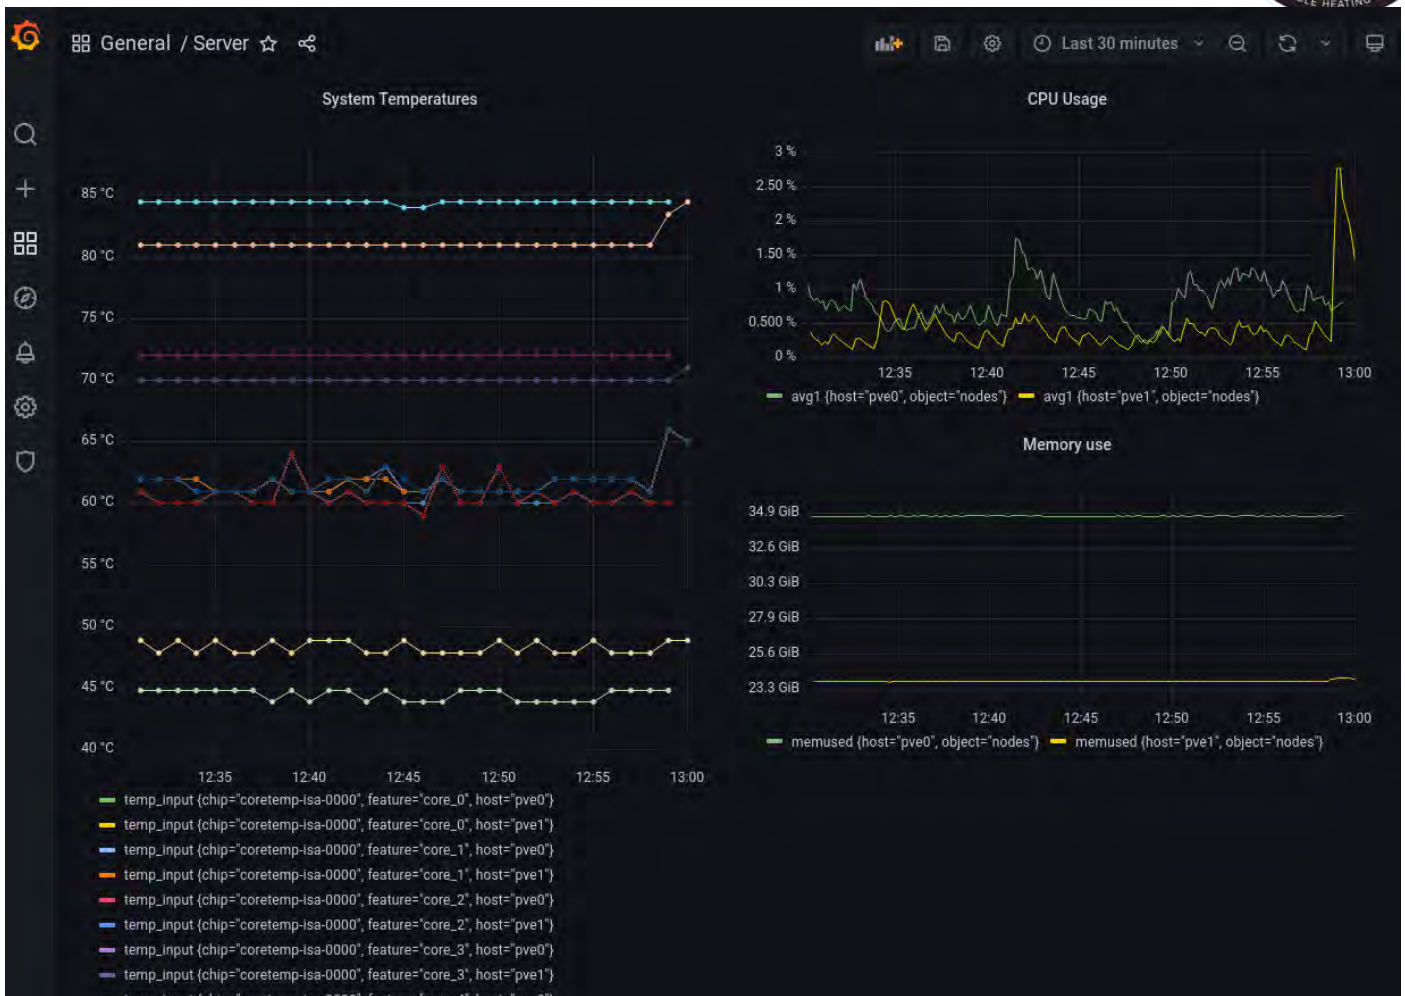 LE HEATING
General / Server
Last 30 minutes
System Temperatures
85 °C
80 °C
75 °C
70 °C
65 °C
60 °C
55 °C
50 °C
45 °C
40 °C
12:35 12:40 12:45 12:50 12:55 13:00
temp_input {chip="coretemp-isa-0000", feature="core_0", host="pve0"}
temp_input {chip="coretemp-isa-0000", feature="core_0", host="pve1"}
temp_input {chip="coretemp-isa-0000", feature="core_1", host="pve0"}
temp_input {chip="coretemp-isa-0000", feature="core_1", host="pve1"}
temp_input {chip="coretemp-isa-0000", feature="core_2", host="pve0"}
temp_input {chip="coretemp-isa-0000", feature="core_2", host="pve1"}
temp_input {chip="coretemp-isa-0000", feature="core_3", host="pve0"}
temp_input {chip="coretemp-isa-0000", feature="core_3", host="pve1"}
CPU Usage
3 %
2.50 %
2 %
1.50 %
1 %
0.500 %
0 %
12:35 12:40 12:45 12:50 12:55 13:00
avg1 {host="pve0", object="nodes"} avg1 {host="pve1", object="nodes"}
Memory use
34.9 GiB
32.6 GiB
30.3 GiB
27.9 GiB
25.6 GiB
23.3 GiB
12:35 12:40 12:45 12:50 12:55 13:00
memused {host="pve0", object="nodes"} memused {host="pve1", object="nodes"}